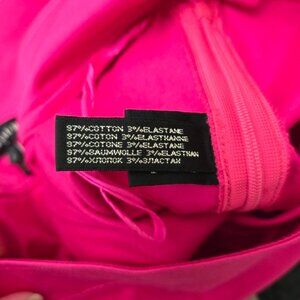 97%COTTON 3%ELASTANE
97%COTTON 3%ELASTHANNE
97%COTONE 3%ELASTANE
97%BAUMWOLLE 3%ELASTHAN
97%ХЛОПОК 3%ЭЛАСТАН